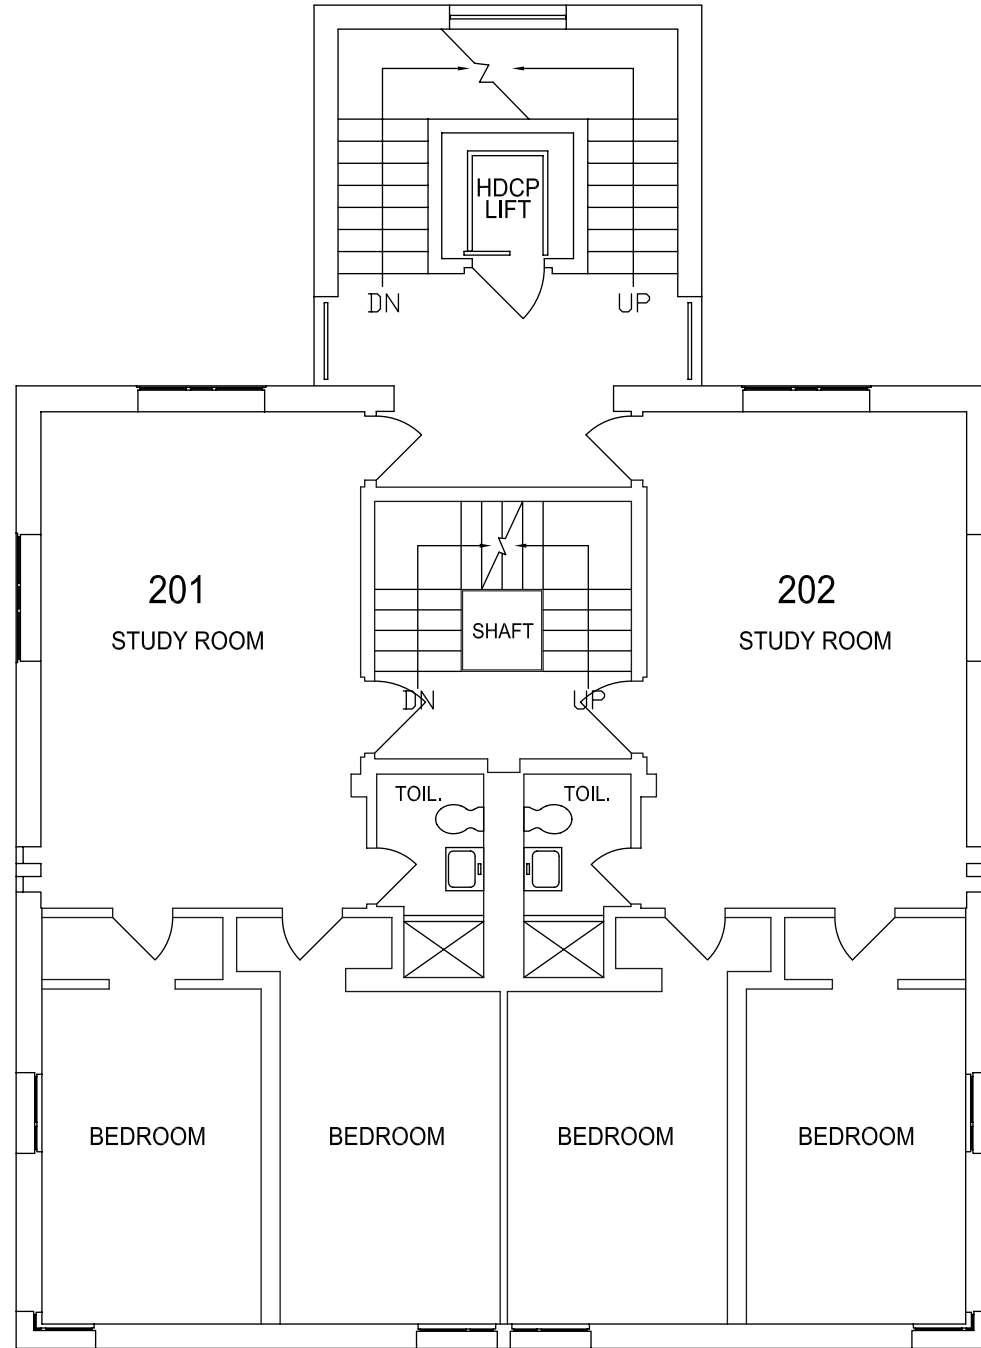 HDCP
LIFT
DN
UP
201
STUDY ROOM
202
STUDY ROOM
SHAFT
DN
UP
TOIL.
TOIL.
BEDROOM
BEDROOM
BEDROOM
BEDROOM